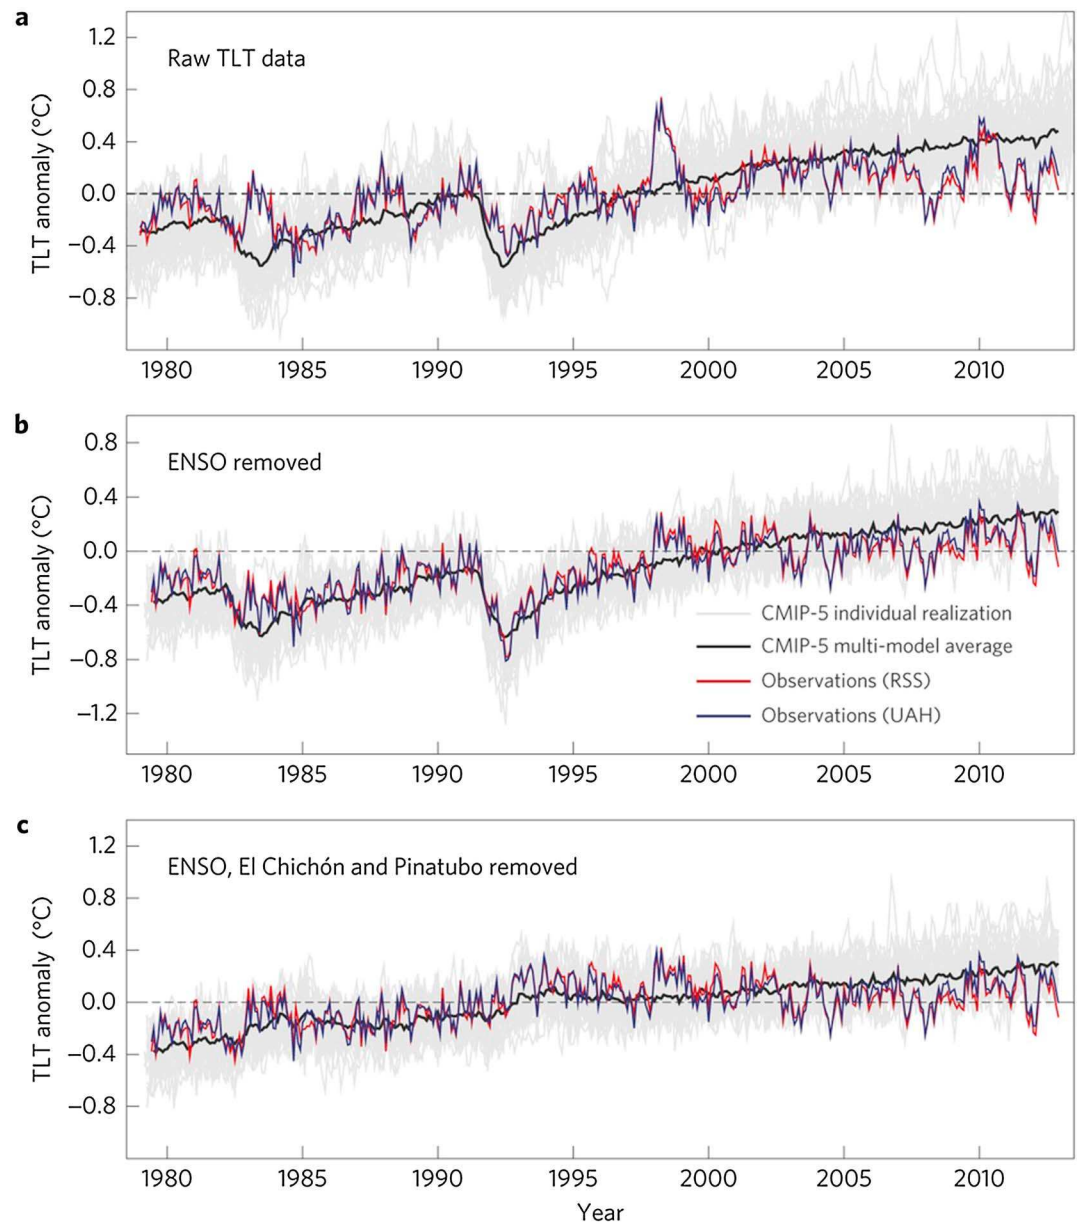 a
Raw TLT data
TLT anomaly (°C)
1.2
0.8
0.4
0.0
−0.4
−0.8
1980 1985 1990 1995 2000 2005 2010
b
ENSO removed
TLT anomaly (°C)
0.8
0.4
0.0
−0.4
−0.8
−1.2
CMIP-5 individual realization
CMIP-5 multi-model average
Observations (RSS)
Observations (UAH)
1980 1985 1990 1995 2000 2005 2010
c
ENSO, El Chichón and Pinatubo removed
TLT anomaly (°C)
1.2
0.8
0.4
0.0
−0.4
−0.8
1980 1985 1990 1995 2000 2005 2010
Year